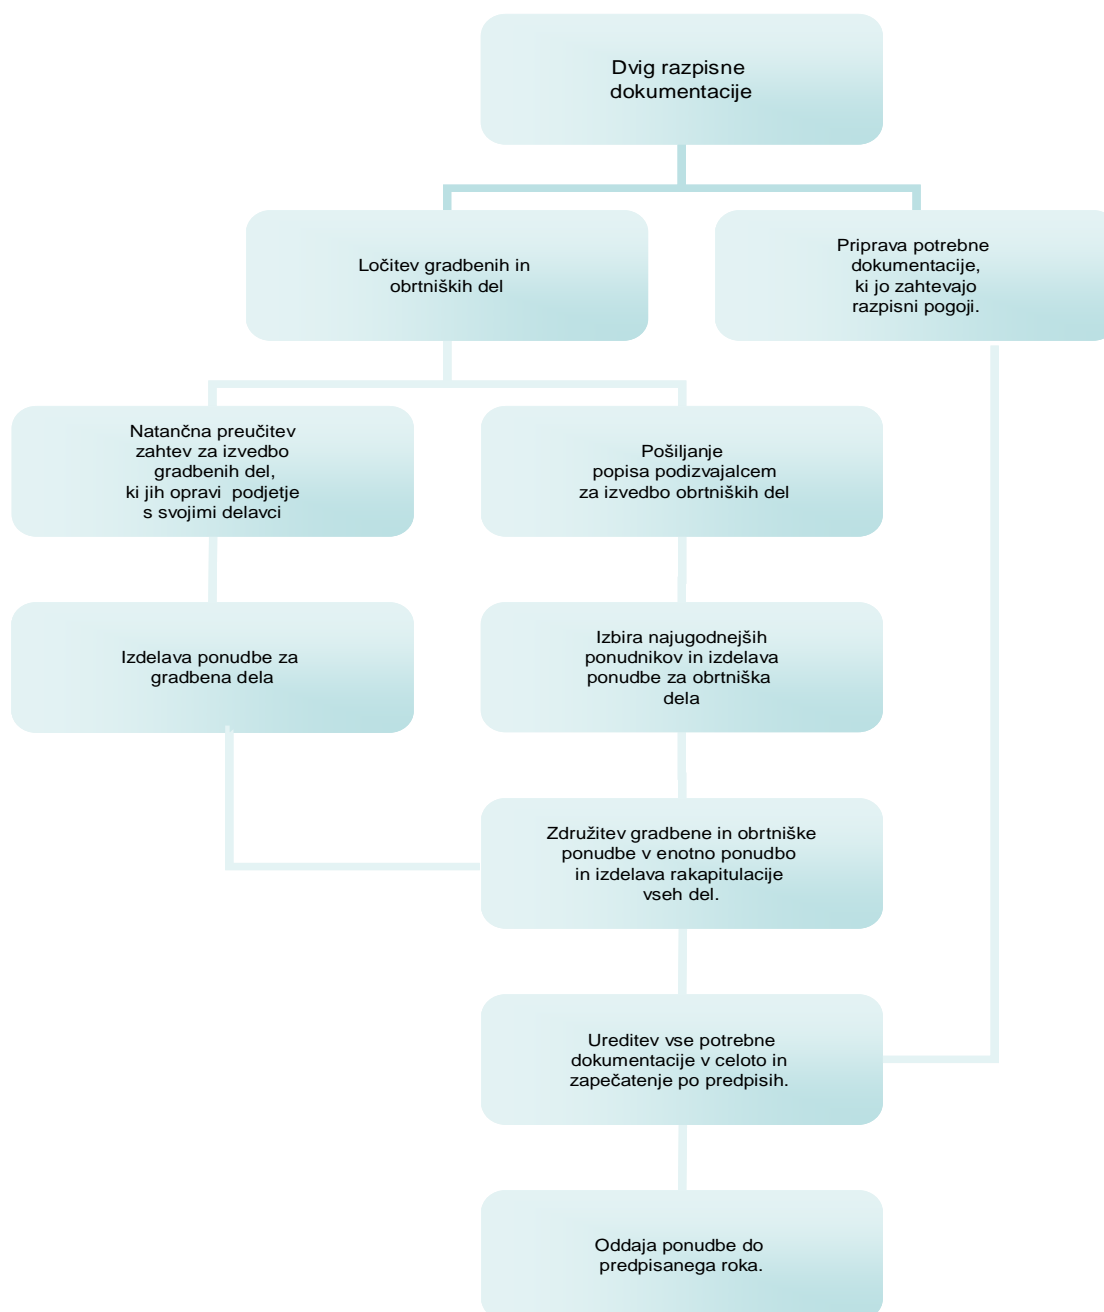 Dvig razpisne
dokumentacije
Ločitev gradbenih in
obrtniških del
Priprava potrebne
dokumentacije,
ki jo zahtevajo
razpisni pogoji.
Natančna preučitev
zahtev za izvedbo
gradbenih del,
ki jih opravi podjetje
s svojimi delavci
Pošiljanje
popisa podizvajalcem
za izvedbo obrtniških del
Izdelava ponudbe za
gradbena dela
Izbira najugodnejših
ponudnikov in izdelava
ponudbe za obrtniška
dela
Združitev gradbene in obrtniške
ponudbe v enotno ponudbo
in izdelava rakapitulacije
vseh del.
Ureditev vse potrebne
dokumentacije v celoto in
zapečatenje po predpisih.
Oddaja ponudbe do
predpisanega roka.